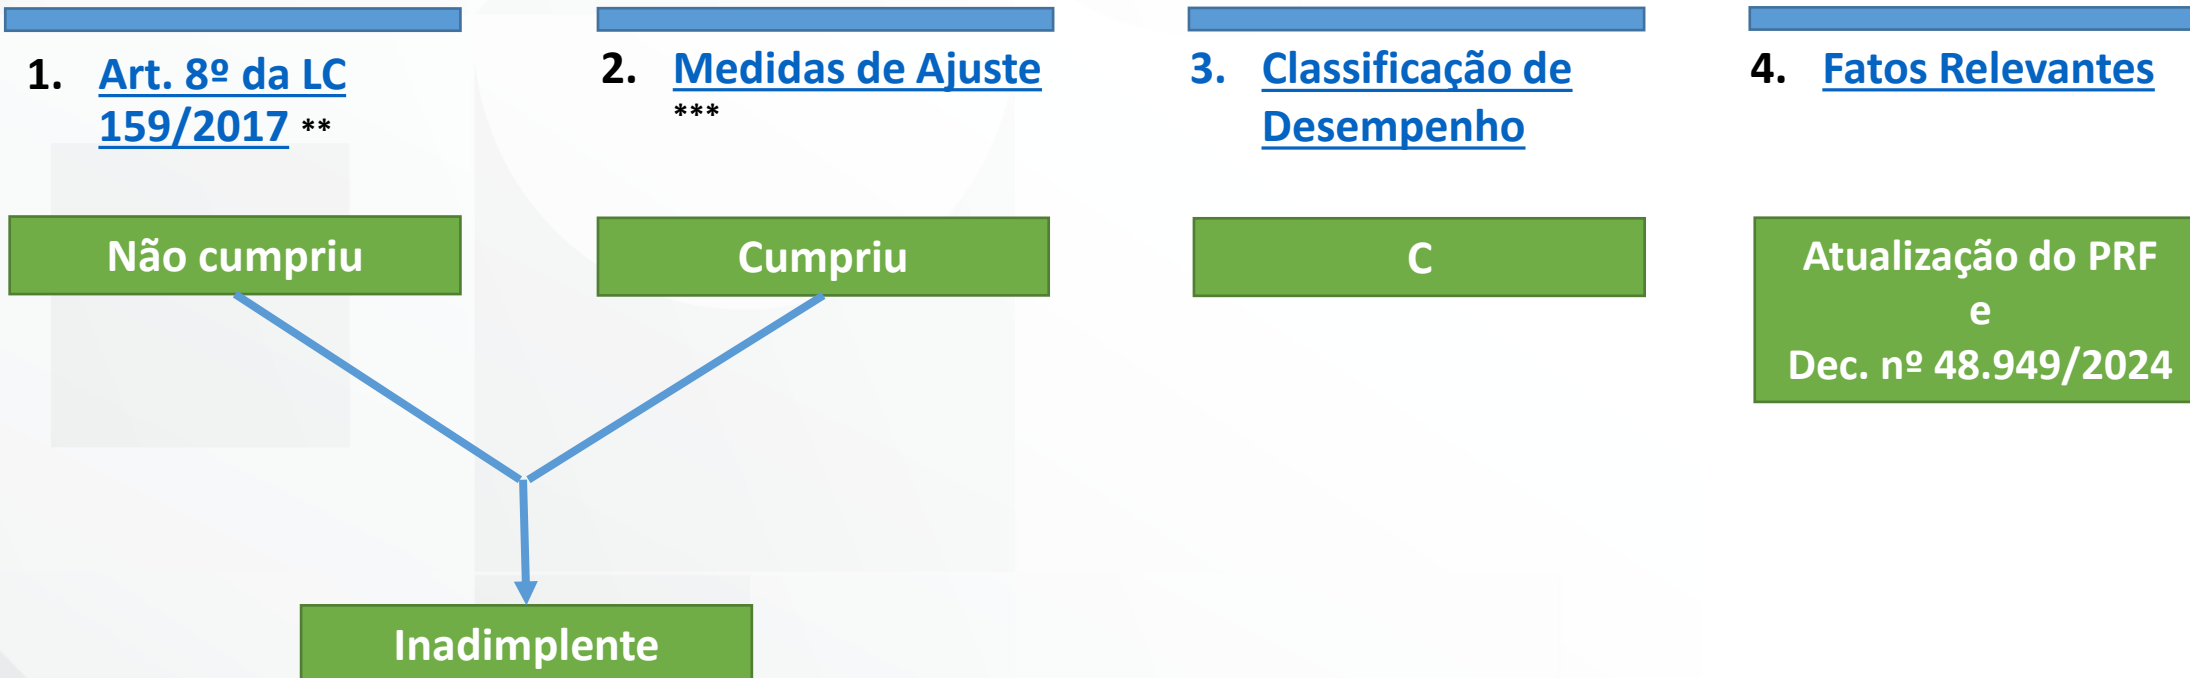 1. Art. 8º da LC
159/2017 **
2. Medidas de Ajuste
***
3. Classificação de
Desempenho
4. Fatos Relevantes
Não cumpriu
Cumpriu
C
Atualização do PRF
e
Dec. nº 48.949/2024
Inadimplente